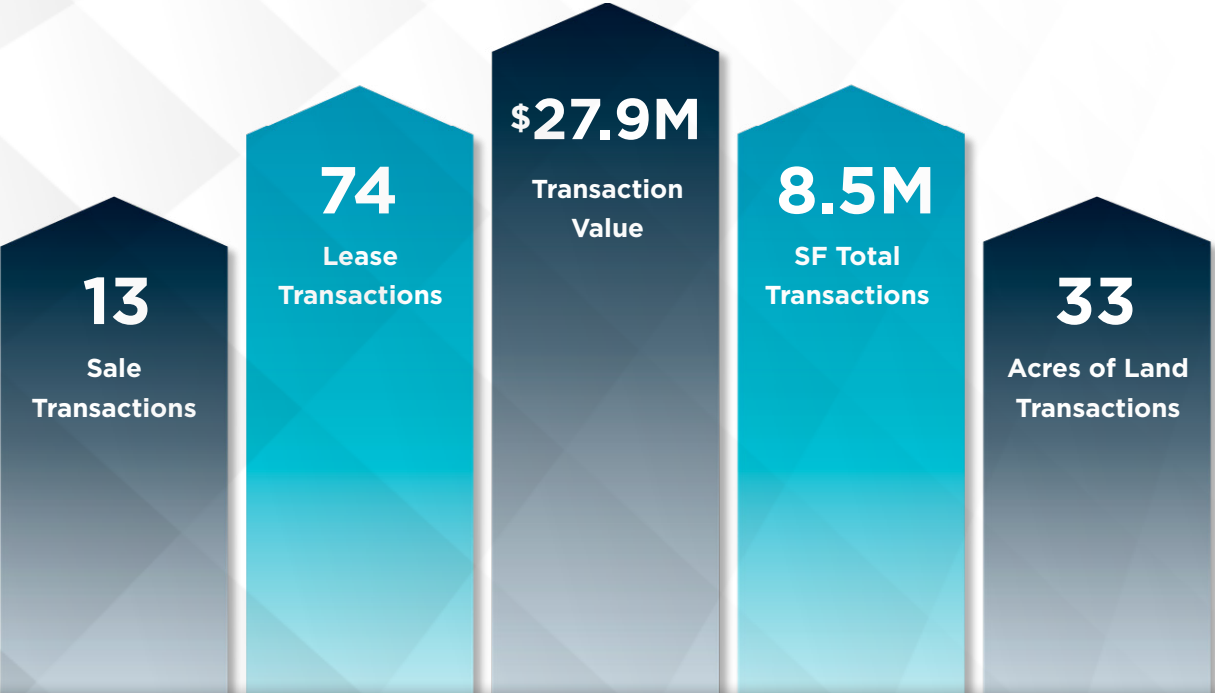 13
Sale
Transactions
74
Lease
Transactions
$27.9M
Transaction
Value
8.5M
SF Total
Transactions
33
Acres of Land
Transactions